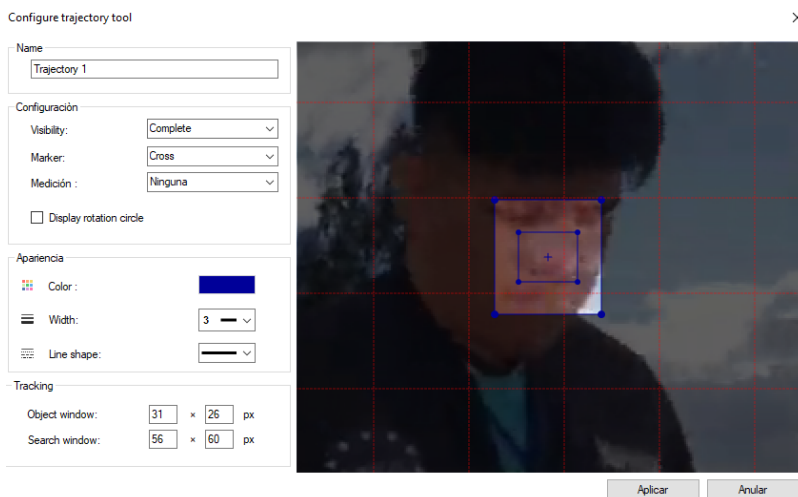 Configure trajectory tool
Name
Trajectory 1
Configuración
Visibility: Complete
Marker: Cross
Medición : Ninguna
Display rotation circle
Apariencia
Color :
Width: 3
Line shape:
Tracking
Object window: 31 × 26 px
Search window: 56 × 60 px
Aplicar Anular